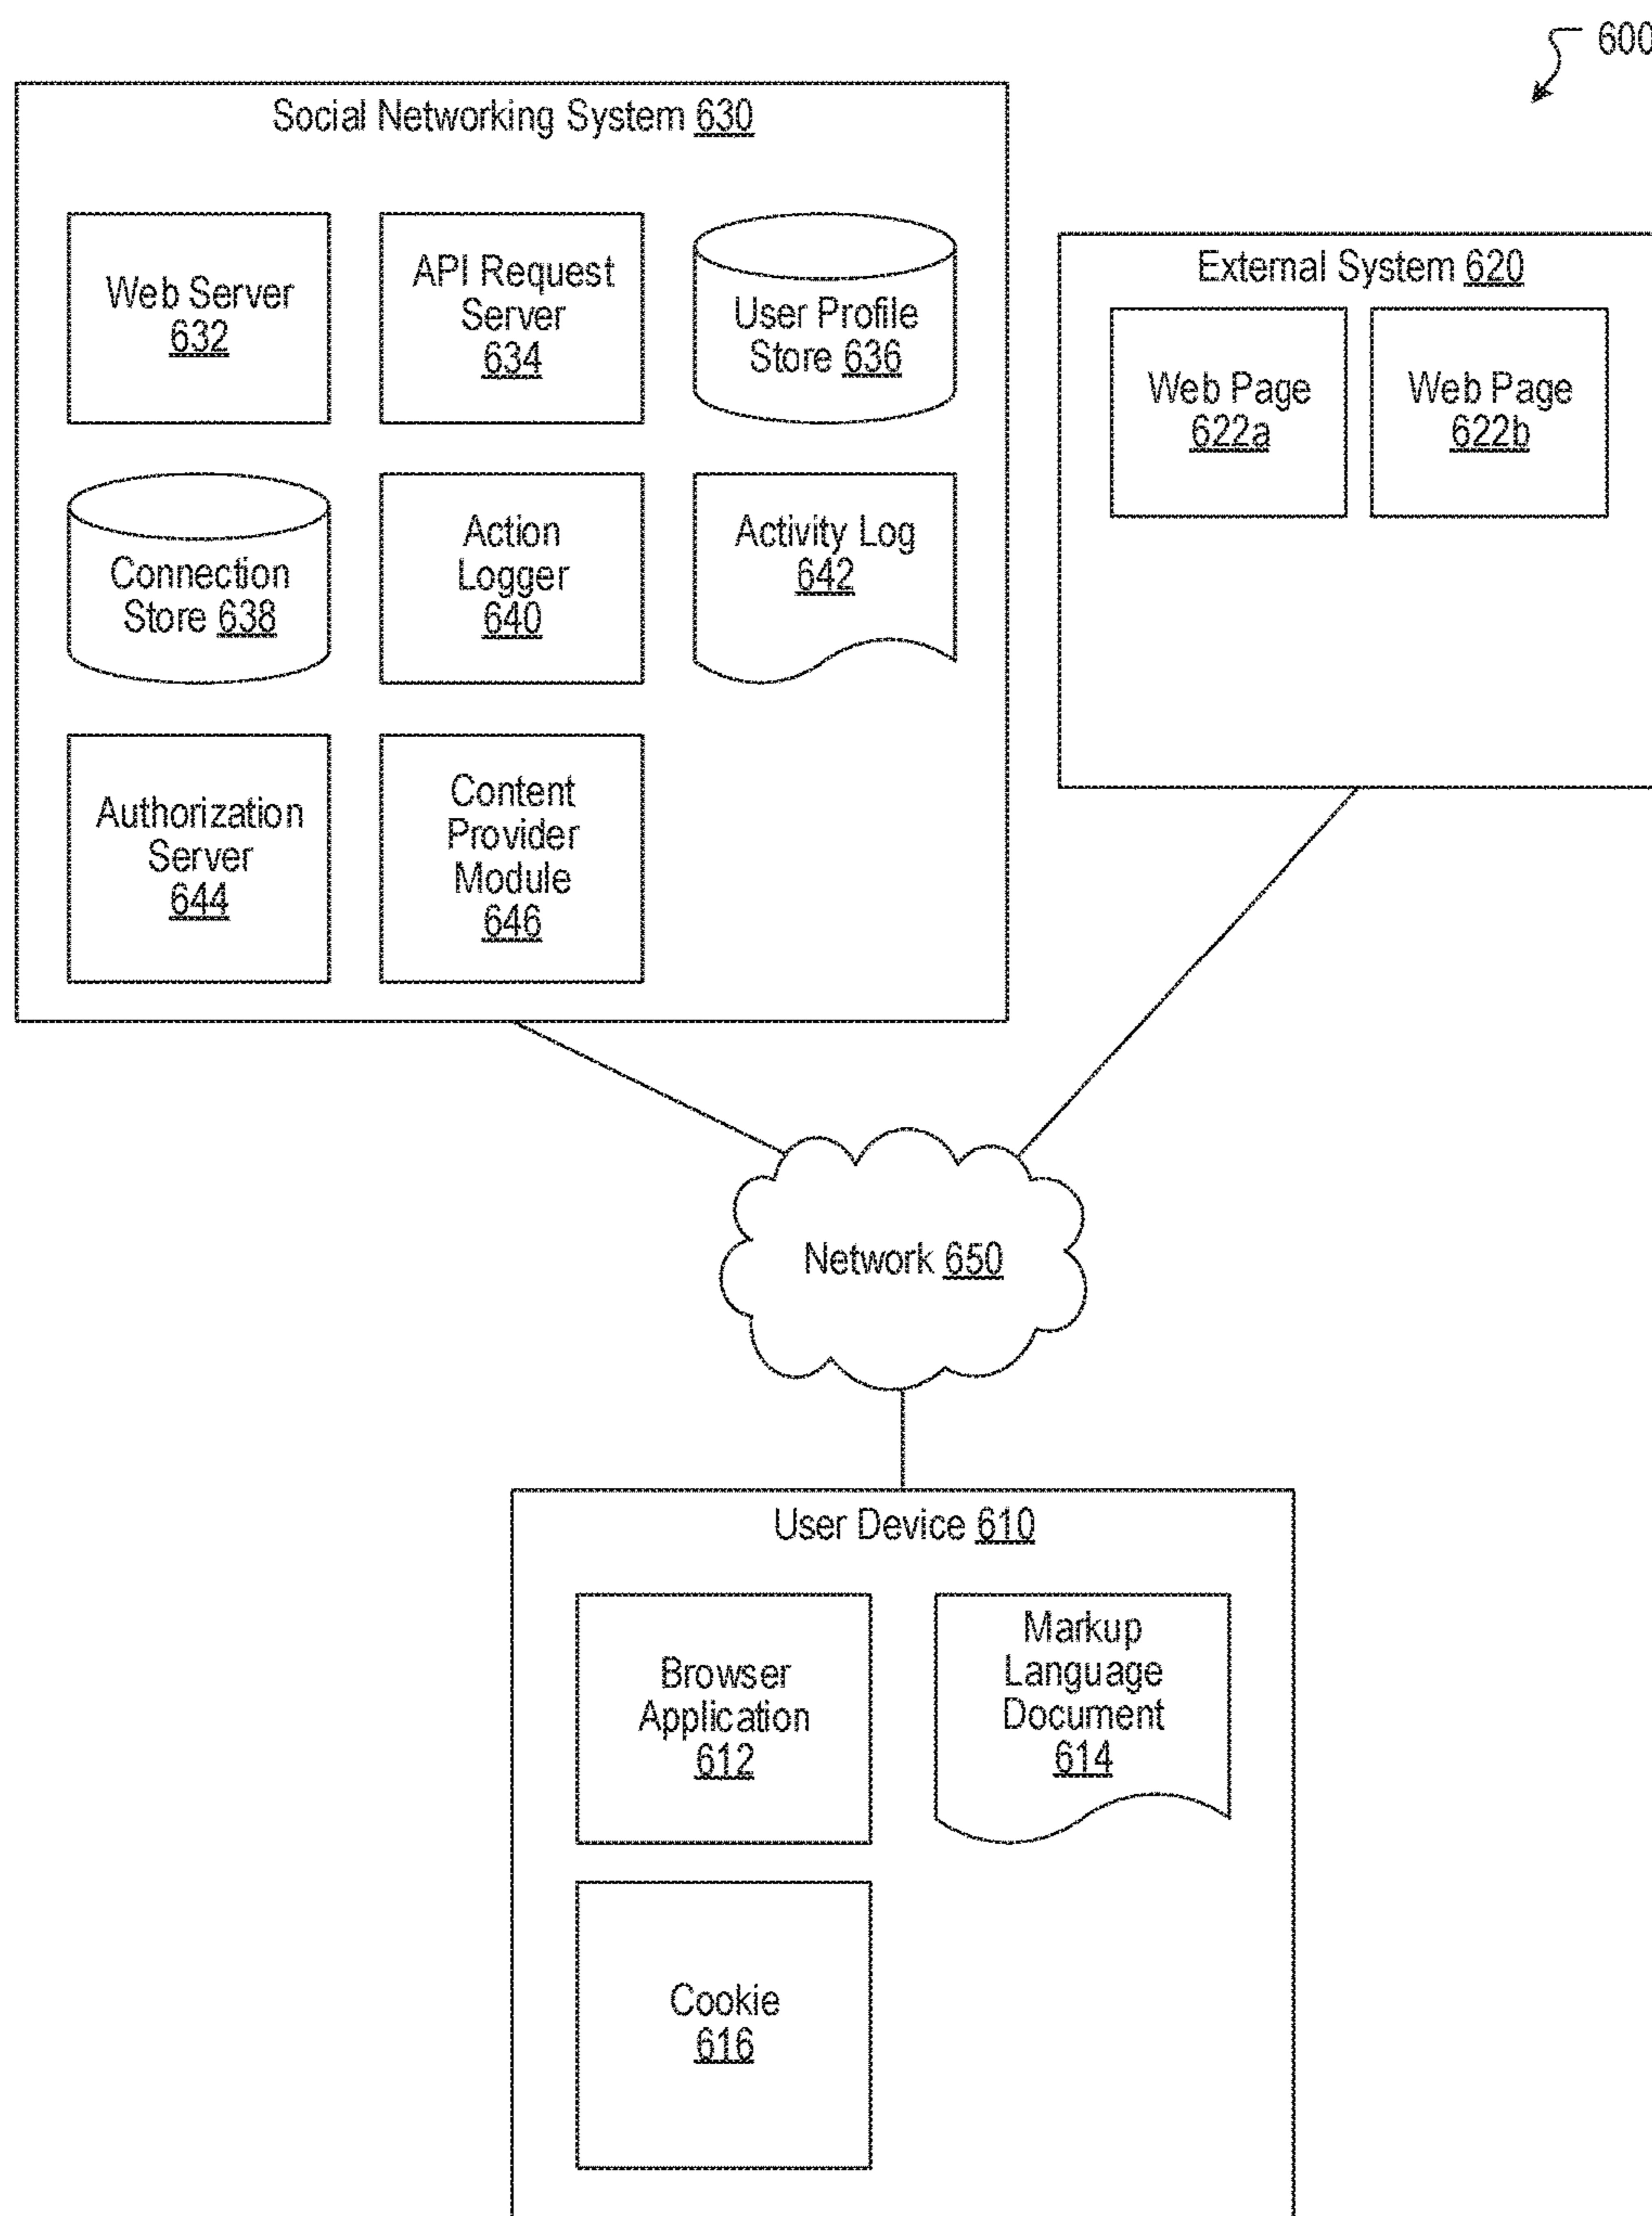 600
Social Networking System 630
Web Server
632
API Request
Server
634
User Profile
Store 636
Connection
Store 638
Action
Logger
640
Activity Log
642
Authorization
Server
644
Content
Provider
Module
646
External System 620
Web Page
622a
Web Page
622b
Network 650
User Device 610
Browser
Application
612
Markup
Language
Document
614
Cookie
616